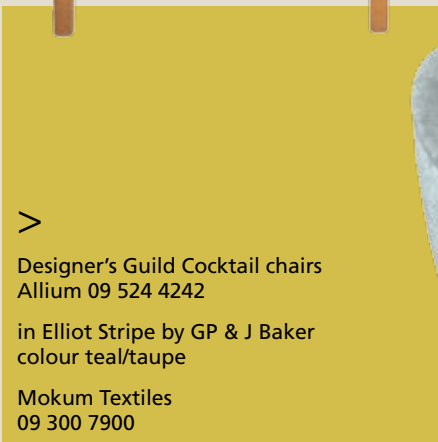 >
Designer's Guild Cocktail chairs
Allium 09 524 4242
in Elliot Stripe by GP & J Baker
colour teal/taupe
Mokum Textiles
09 300 7900